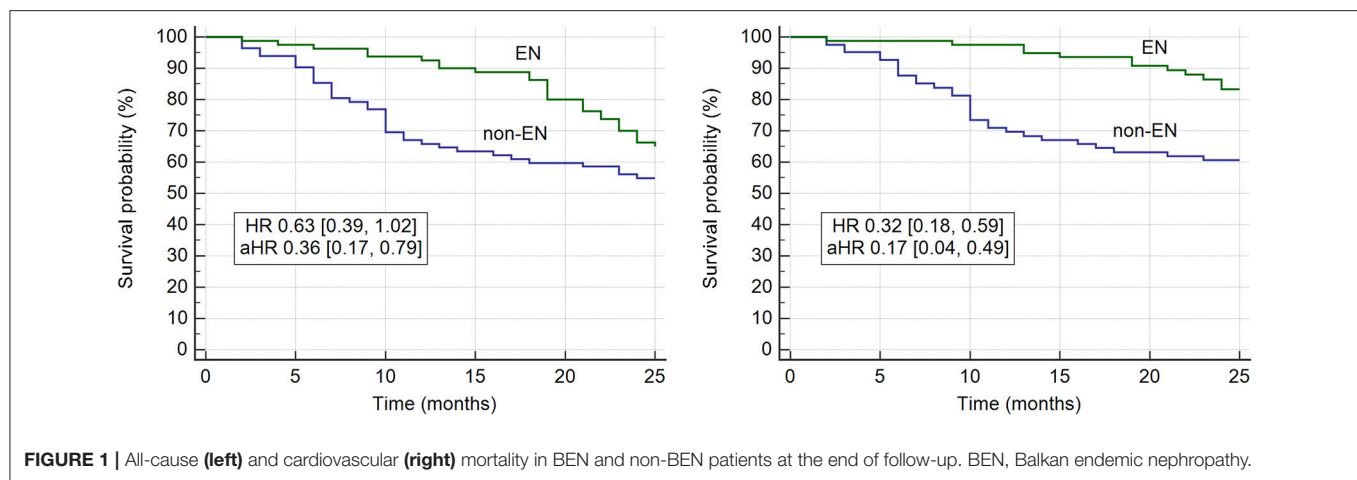 100
90
80
70
60
50
40
30
20
10
0
Survival probability (%)
EN
non-EN
HR 0.63 [0.39, 1.02]
aHR 0.36 [0.17, 0.79]
0 5 10 15 20 25
Time (months)
100
90
80
70
60
50
40
30
20
10
0
Survival probability (%)
EN
non-EN
HR 0.32 [0.18, 0.59]
aHR 0.17 [0.04, 0.49]
0 5 10 15 20 25
Time (months)
FIGURE 1 | All-cause (left) and cardiovascular (right) mortality in BEN and non-BEN patients at the end of follow-up. BEN, Balkan endemic nephropathy.